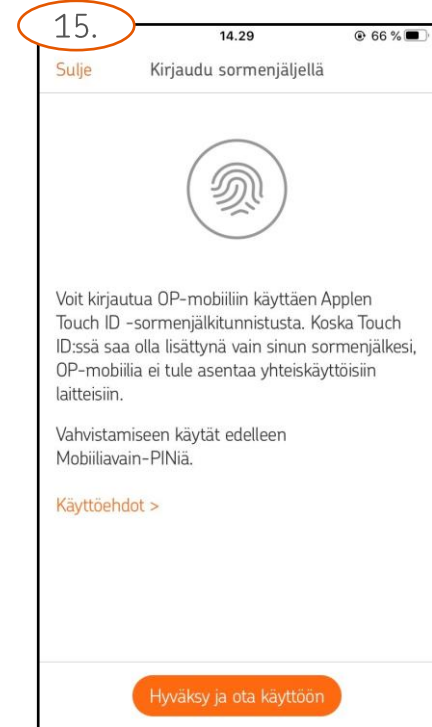 15.
14.29
66 %
Sulje
Kirjaudu sormenjäljellä
Voit kirjautua OP-mobiiliin käyttäen Applen
Touch ID -sormenjälkitunnistusta. Koska Touch
ID:ssä saa olla lisättynä vain sinun sormenjälkesi,
OP-mobiilia ei tule asentaa yhteiskäyttöisiin
laitteisiin.
Vahvistamiseen käytät edelleen
Mobiiliavain-PINiä.
Käyttöehdot >
Hyväksy ja ota käyttöön